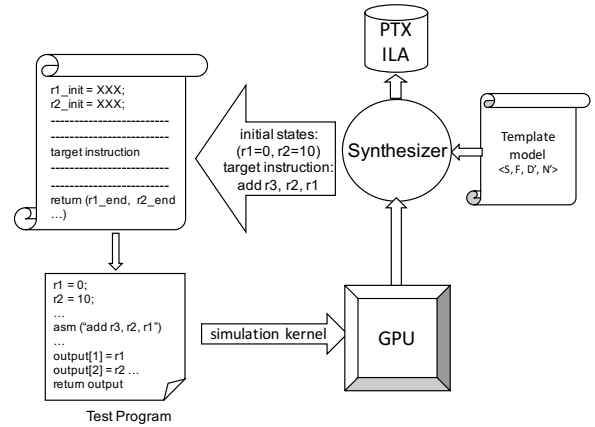 PTX
ILA
r1_init = XXX;
r2_init = XXX;
----------------------------
----------------------------
target instruction
----------------------------
----------------------------
return (r1_end, r2_end
…)
initial states:
(r1=0, r2=10)
target instruction:
add r3, r2, r1
Synthesizer
Template
model
<S, F, D’, N’>
r1 = 0;
r2 = 10;
…
asm (“add r3, r2, r1”)
…
output[1] = r1
output[2] = r2 …
return output
simulation kernel
GPU
Test Program